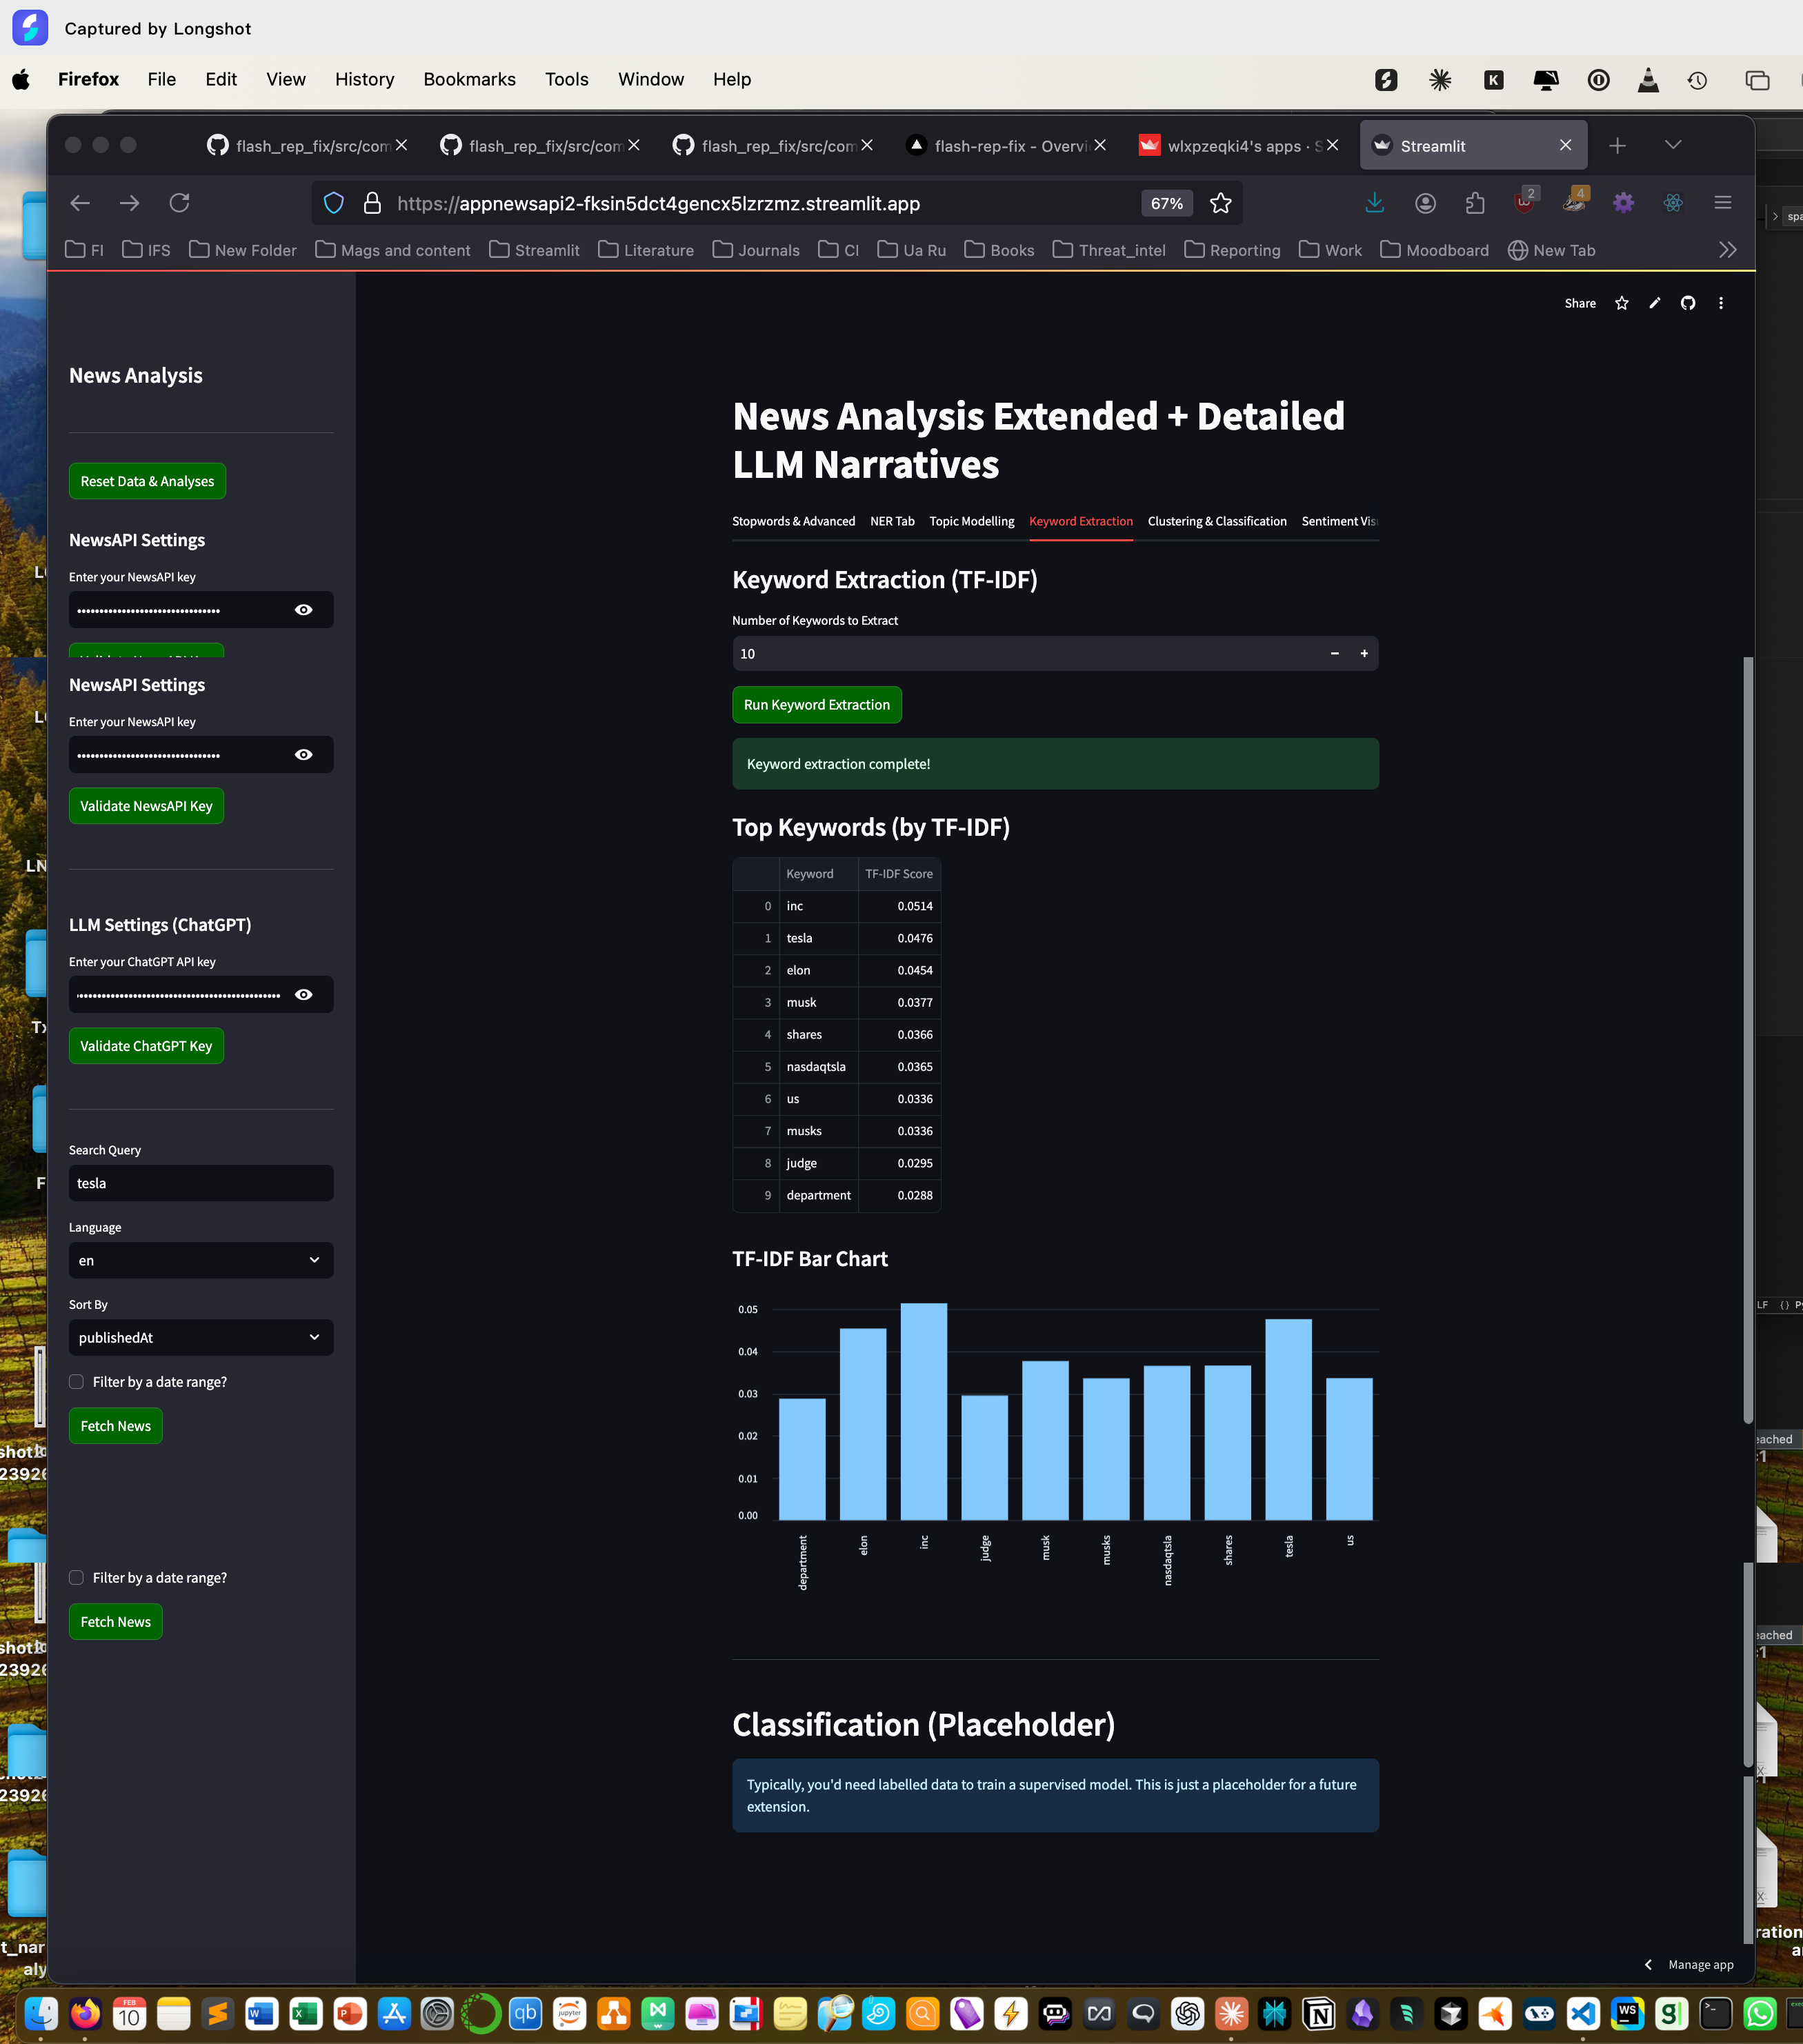 Captured by Longshot
Firefox File Edit View History Bookmarks Tools Window Help
flash_rep_fix/src/com
flash_rep_fix/src/com
flash_rep_fix/src/com
flash-rep-fix - Overvi
wlxpzeqki4's apps · S
Streamlit
https://appnewsapi2-fksin5dct4gencx5lzrzmz.streamlit.app
67%
2
4
FI IFS New Folder Mags and content Streamlit Literature Journals CI Ua Ru Books Threat_intel Reporting Work Moodboard New Tab
Share
News Analysis
Reset Data & Analyses
NewsAPI Settings
Enter your NewsAPI key
NewsAPI Settings
Enter your NewsAPI key
Validate NewsAPI Key
LLM Settings (ChatGPT)
Enter your ChatGPT API key
Validate ChatGPT Key
Search Query
tesla
Language
en
Sort By
publishedAt
Filter by a date range?
Fetch News
Filter by a date range?
Fetch News
News Analysis Extended + Detailed
LLM Narratives
Stopwords & Advanced NER Tab Topic Modelling Keyword Extraction Clustering & Classification Sentiment Vis
Keyword Extraction (TF-IDF)
Number of Keywords to Extract
10
Run Keyword Extraction
Keyword extraction complete!
Top Keywords (by TF-IDF)
Keyword TF-IDF Score
0 inc 0.0514
1 tesla 0.0476
2 elon 0.0454
3 musk 0.0377
4 shares 0.0366
5 nasdaqtsla 0.0365
6 us 0.0336
7 musks 0.0336
8 judge 0.0295
9 department 0.0288
TF-IDF Bar Chart
0.05
0.04
0.03
0.02
0.01
0.00
department elon inc judge musk musks nasdaqtsla shares tesla us
Classification (Placeholder)
Typically, you'd need labelled data to train a supervised model. This is just a placeholder for a future
extension.
Manage app
FEB
10